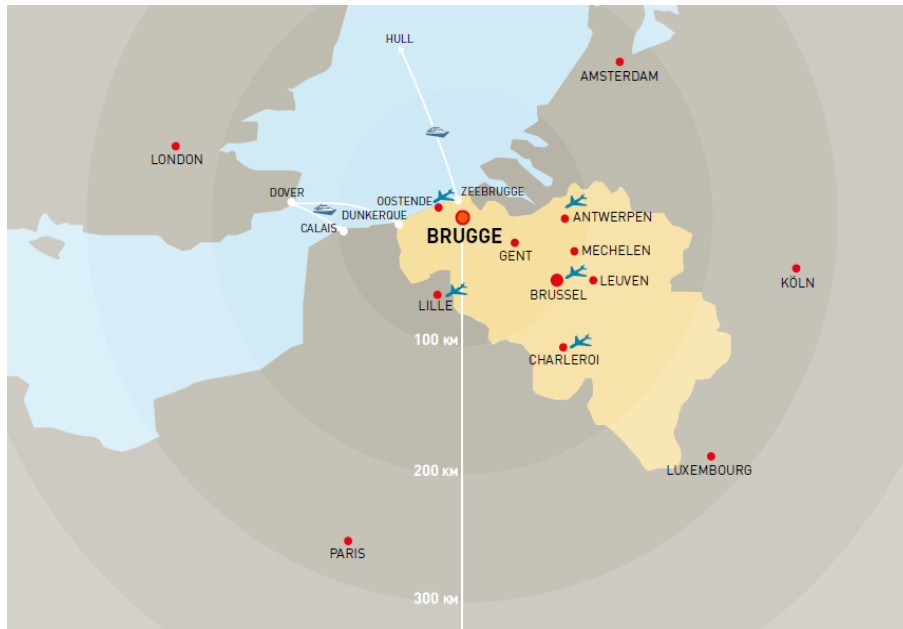 HULL
AMSTERDAM
LONDON
DOVER
ZEEBRUGGE
OOSTENDE
DUNKERQUE
CALAIS
ANTWERPEN
BRUGGE
GENT
MECHELEN
KÖLN
BRUSSEL
LEUVEN
LILLE
100 KM
CHARLEROI
200 KM
LUXEMBOURG
PARIS
300 KM